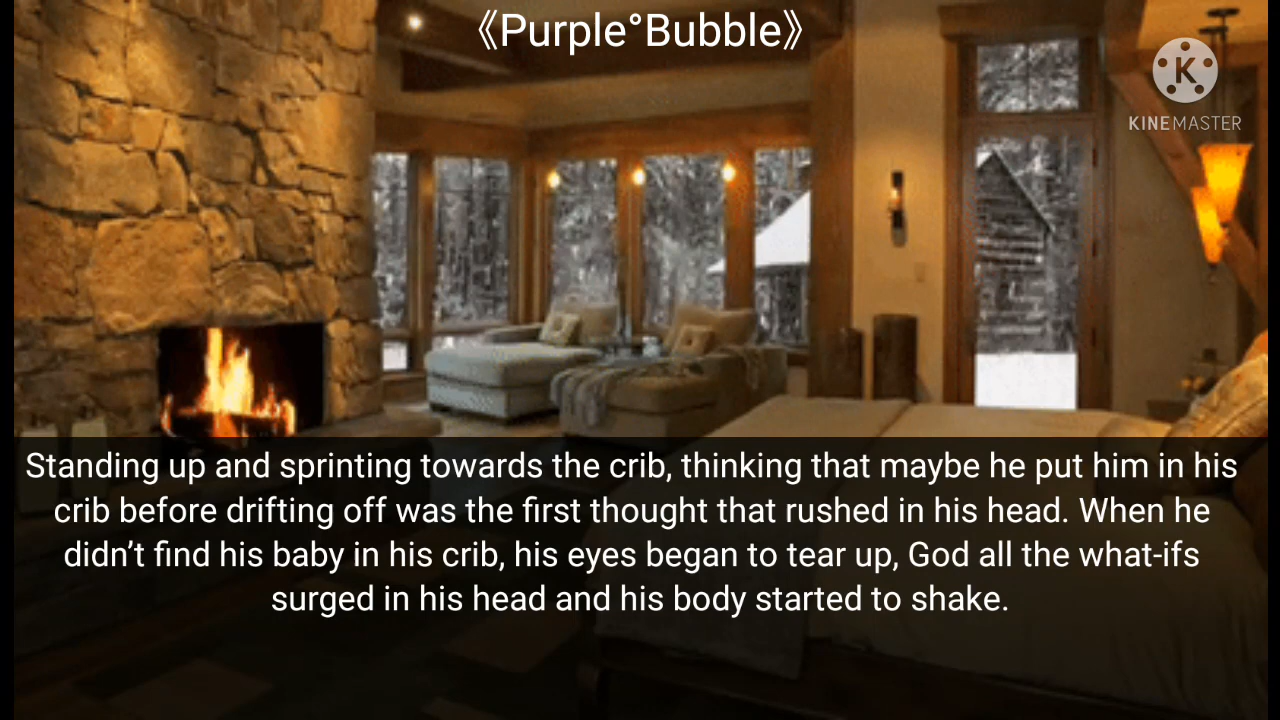 《Purple°Bubble》
K
KINEMASTER
Standing up and sprinting towards the crib, thinking that maybe he put him in his
crib before drifting off was the first thought that rushed in his head. When he
didn’t find his baby in his crib, his eyes began to tear up, God all the what-ifs
surged in his head and his body started to shake.